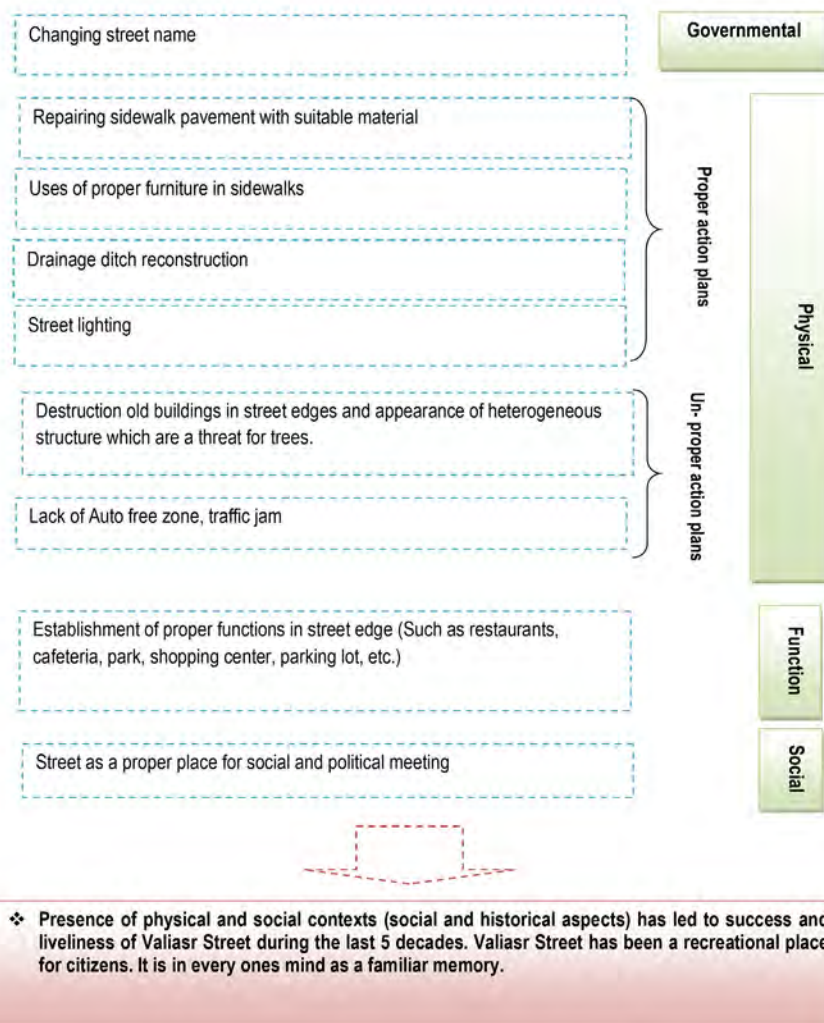 Changing street name
Governmental
Repairing sidewalk pavement with suitable material
Uses of proper furniture in sidewalks
Drainage ditch reconstruction
Street lighting
Proper action plans
Physical
Destruction old buildings in street edges and appearance of heterogeneous
structure which are a threat for trees.
Lack of Auto free zone, traffic jam
Un- proper action plans
Establishment of proper functions in street edge (Such as restaurants,
cafeteria, park, shopping center, parking lot, etc.)
Function
Street as a proper place for social and political meeting
Social
❖ Presence of physical and social contexts (social and historical aspects) has led to success and
liveliness of Valiasr Street during the last 5 decades. Valiasr Street has been a recreational place
for citizens. It is in every ones mind as a familiar memory.